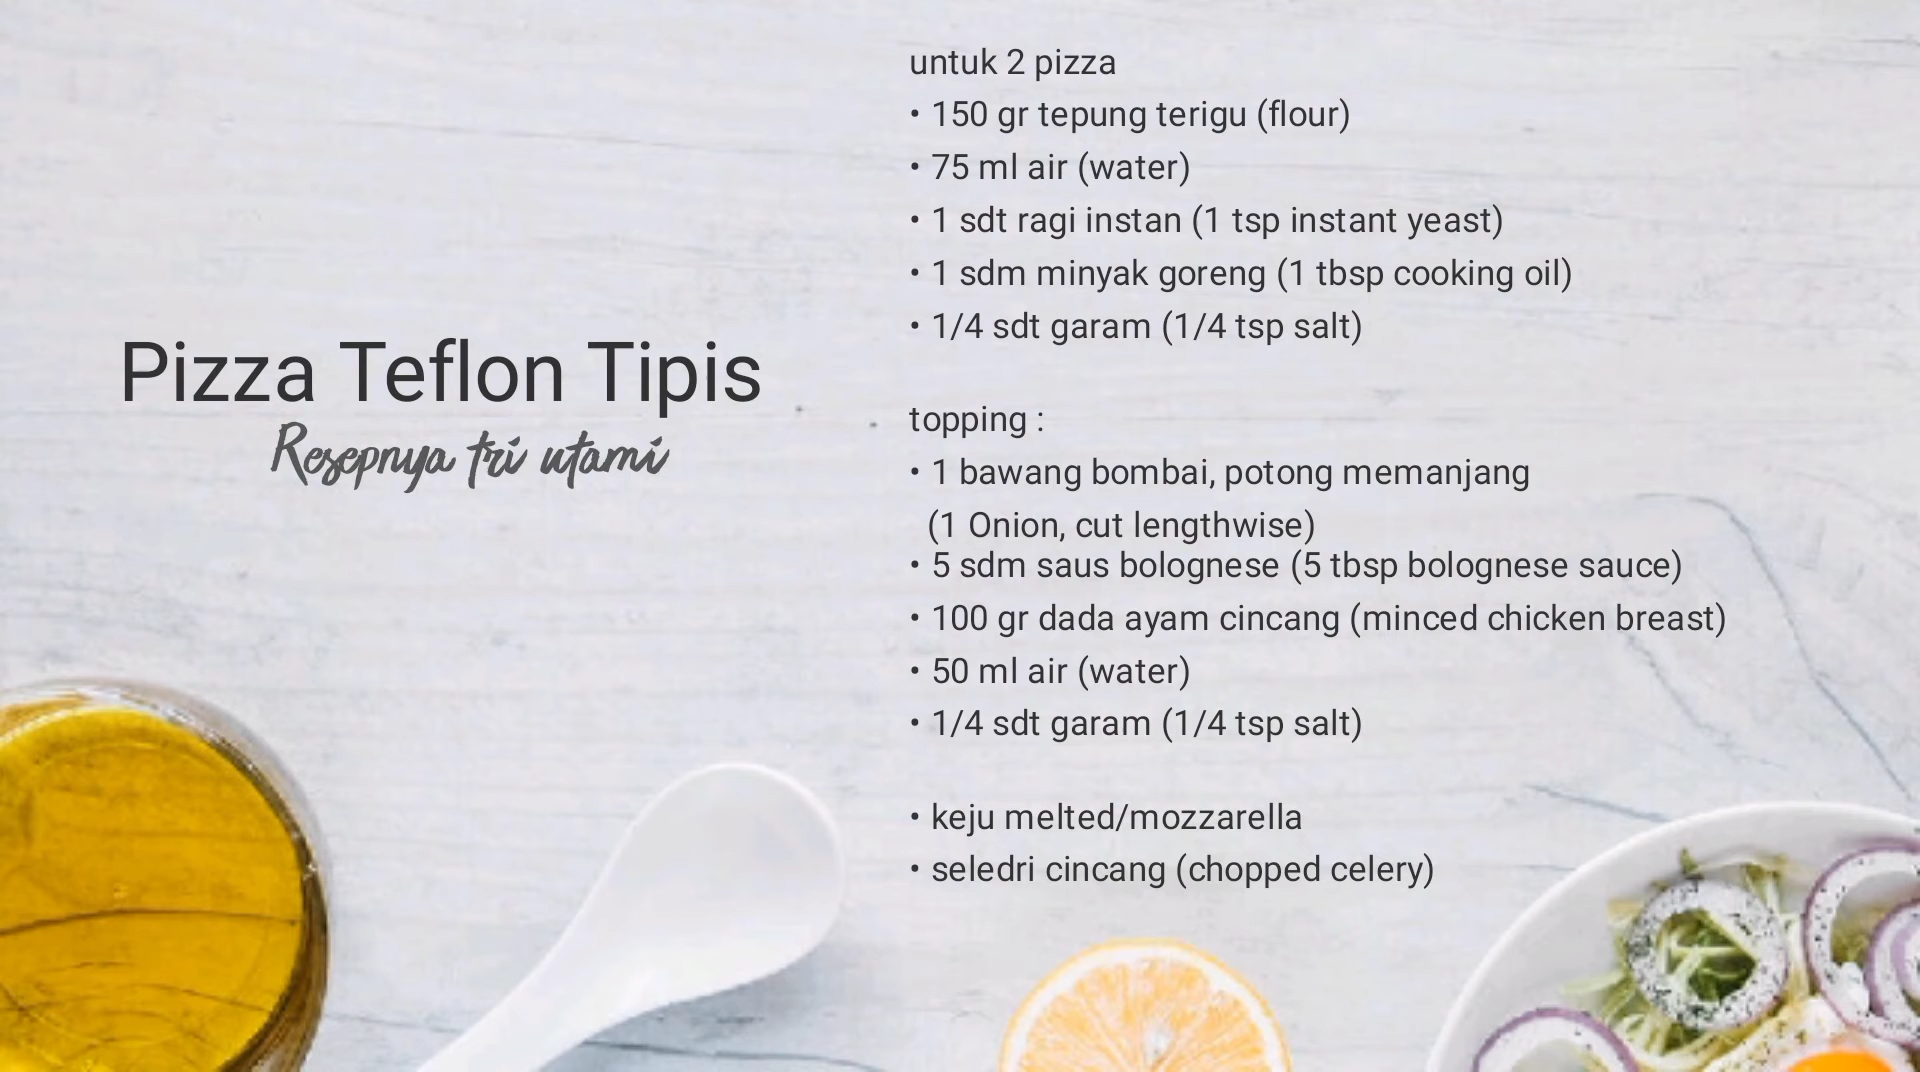 Pizza Teflon Tipis
Resepnya tri utami
untuk 2 pizza
• 150 gr tepung terigu (flour)
• 75 ml air (water)
• 1 sdt ragi instan (1 tsp instant yeast)
• 1 sdm minyak goreng (1 tbsp cooking oil)
• 1/4 sdt garam (1/4 tsp salt)
topping :
• 1 bawang bombai, potong memanjang
(1 Onion, cut lengthwise)
• 5 sdm saus bolognese (5 tbsp bolognese sauce)
• 100 gr dada ayam cincang (minced chicken breast)
• 50 ml air (water)
• 1/4 sdt garam (1/4 tsp salt)
• keju melted/mozzarella
• seledri cincang (chopped celery)